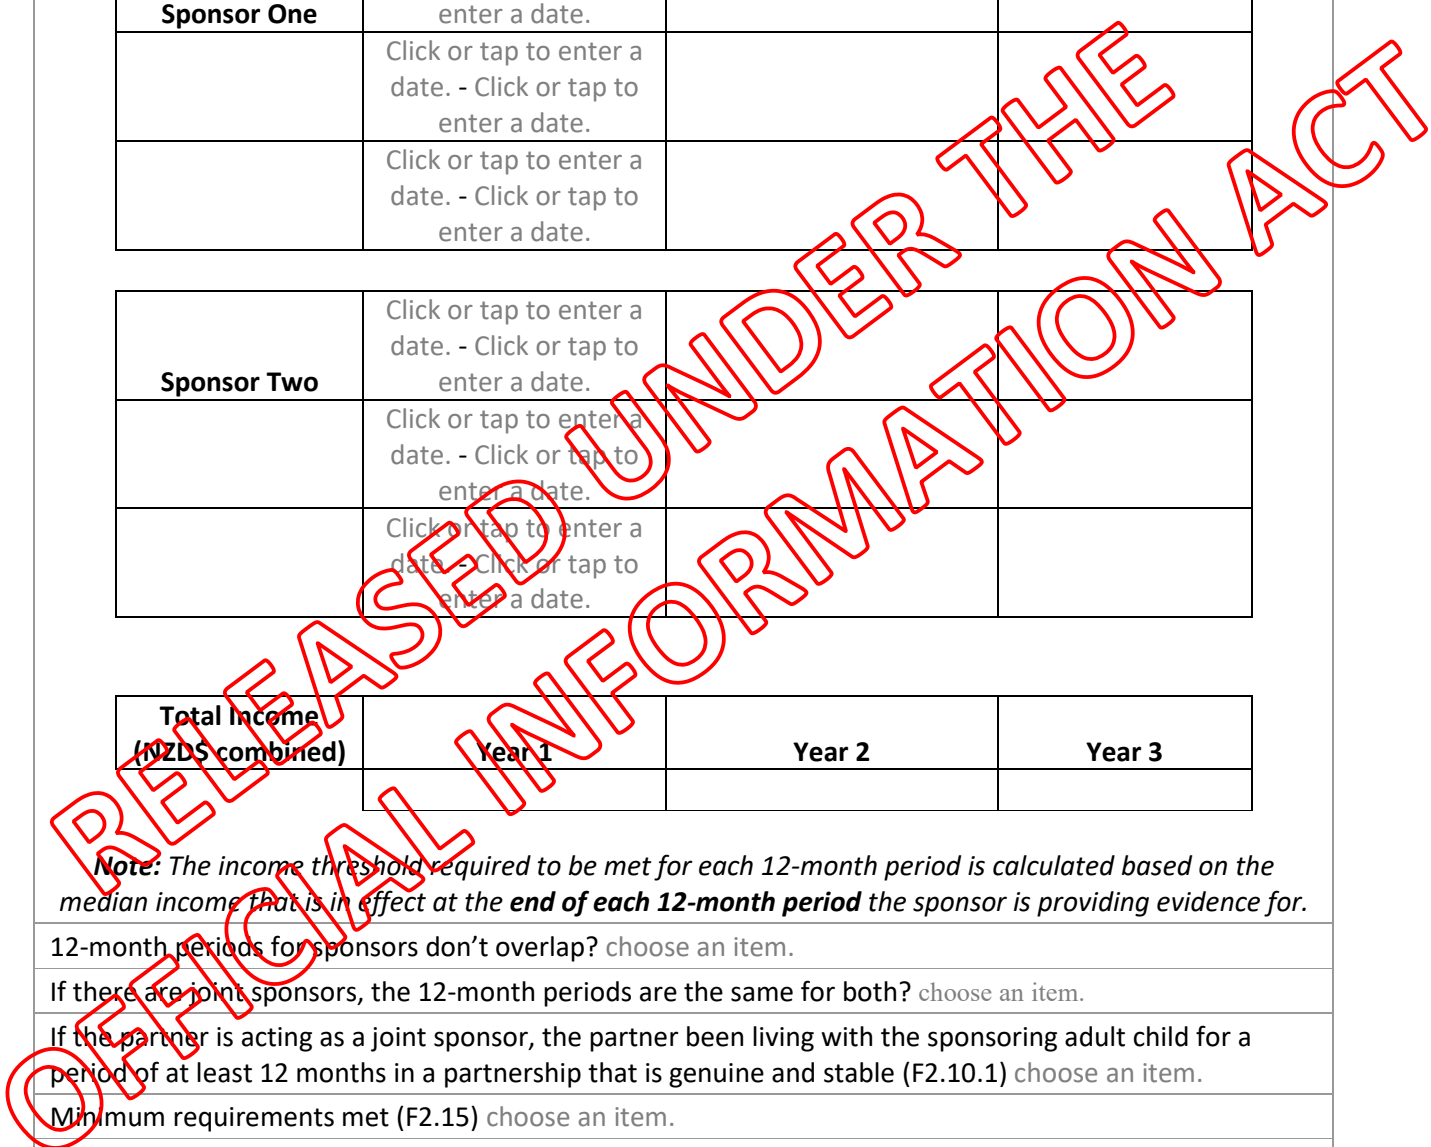 Sponsor One
enter a date.
Click or tap to enter a
date. - Click or tap to
enter a date.
Click or tap to enter a
date. - Click or tap to
enter a date.
Click or tap to enter a
date. - Click or tap to
Sponsor Two
enter a date.
Click or tap to enter a
date. - Click or tap to
enter a date.
Click or tap to enter a
date. - Click or tap to
enter a date.
Total Income
(NZD$ combined)
Year 1
Year 2
Year 3
Note: The income threshold required to be met for each 12-month period is calculated based on the
median income that is in effect at the end of each 12-month period the sponsor is providing evidence for.
12-month periods for sponsors don’t overlap? choose an item.
If there are joint sponsors, the 12-month periods are the same for both? choose an item.
If the partner is acting as a joint sponsor, the partner been living with the sponsoring adult child for a
period of at least 12 months in a partnership that is genuine and stable (F2.10.1) choose an item.
Minimum requirements met (F2.15) choose an item.
RELEASED UNDER THE
OFFICIAL INFORMATION ACT